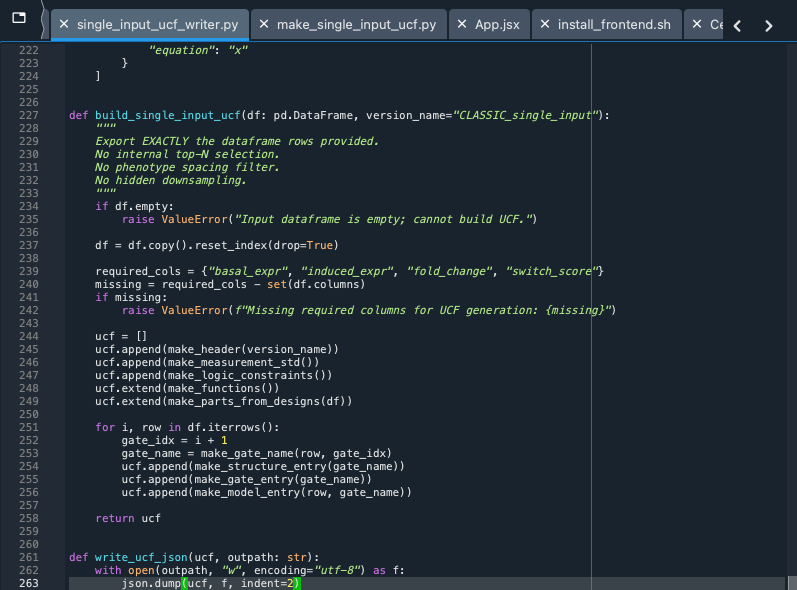 single_input_ucf_writer.py make_single_input_ucf.py App.jsx install_frontend.sh Ce
222 "equation": "x"
223 }
224 ]
225
226
227 def build_single_input_ucf(df: pd.DataFrame, version_name="CLASSIC_single_input"):
228 """
229 Export EXACTLY the dataframe rows provided.
230 No internal top-N selection.
231 No phenotype spacing filter.
232 No hidden downsampling.
233 """
234 if df.empty:
235 raise ValueError("Input dataframe is empty; cannot build UCF.")
236
237 df = df.copy().reset_index(drop=True)
238
239 required_cols = {"basal_expr", "induced_expr", "fold_change", "switch_score"}
240 missing = required_cols - set(df.columns)
241 if missing:
242 raise ValueError(f"Missing required columns for UCF generation: {missing}")
243
244 ucf = []
245 ucf.append(make_header(version_name))
246 ucf.append(make_measurement_std())
247 ucf.append(make_logic_constraints())
248 ucf.extend(make_functions())
249 ucf.extend(make_parts_from_designs(df))
250
251 for i, row in df.iterrows():
252 gate_idx = i + 1
253 gate_name = make_gate_name(row, gate_idx)
254 ucf.append(make_structure_entry(gate_name))
255 ucf.append(make_gate_entry(gate_name))
256 ucf.append(make_model_entry(row, gate_name))
257
258 return ucf
259
260
261 def write_ucf_json(ucf, outpath: str):
262 with open(outpath, "w", encoding="utf-8") as f:
263 json.dump(ucf, f, indent=2)